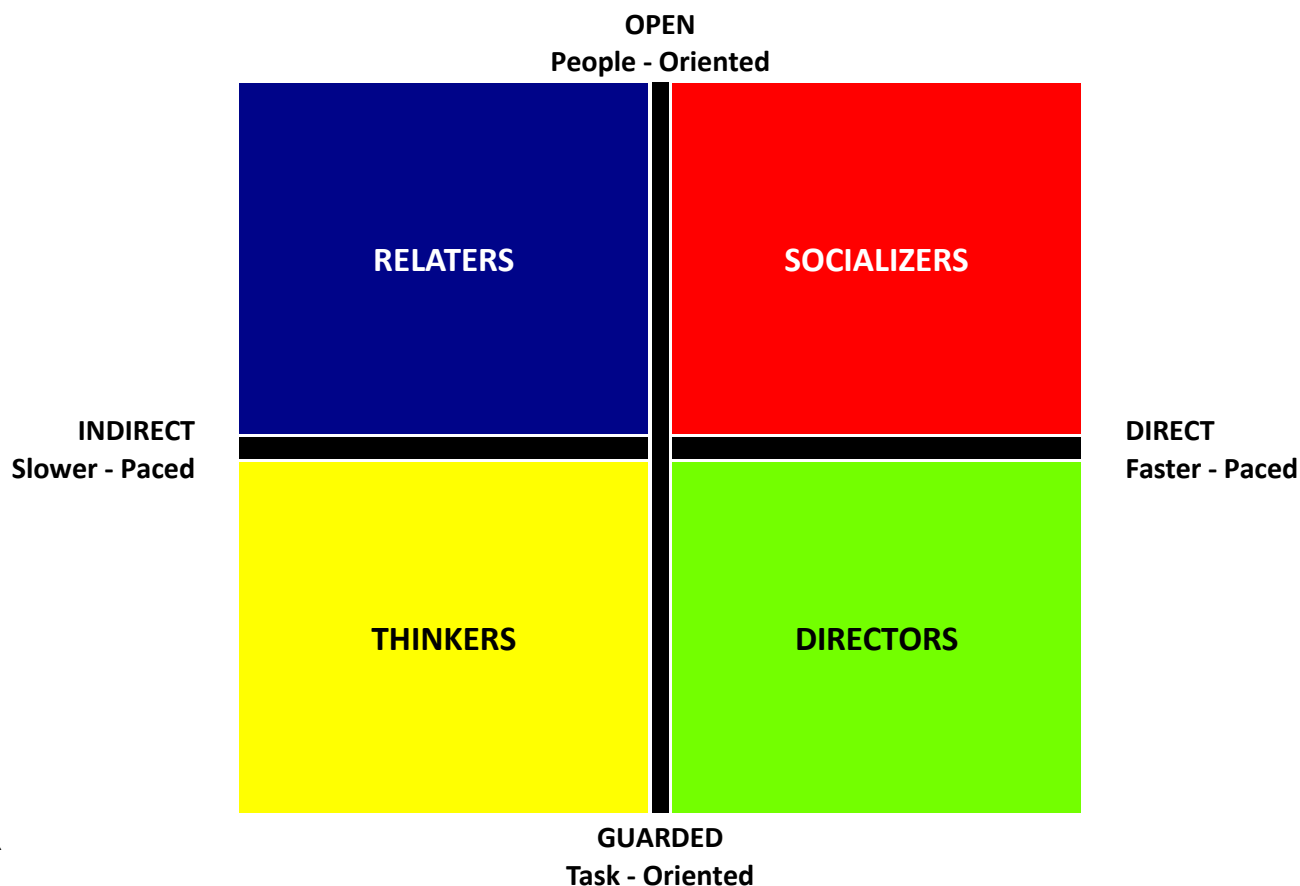 OPEN
People - Oriented
RELATERS
SOCIALIZERS
INDIRECT
Slower - Paced
DIRECT
Faster - Paced
THINKERS
DIRECTORS
GUARDED
Task - Oriented